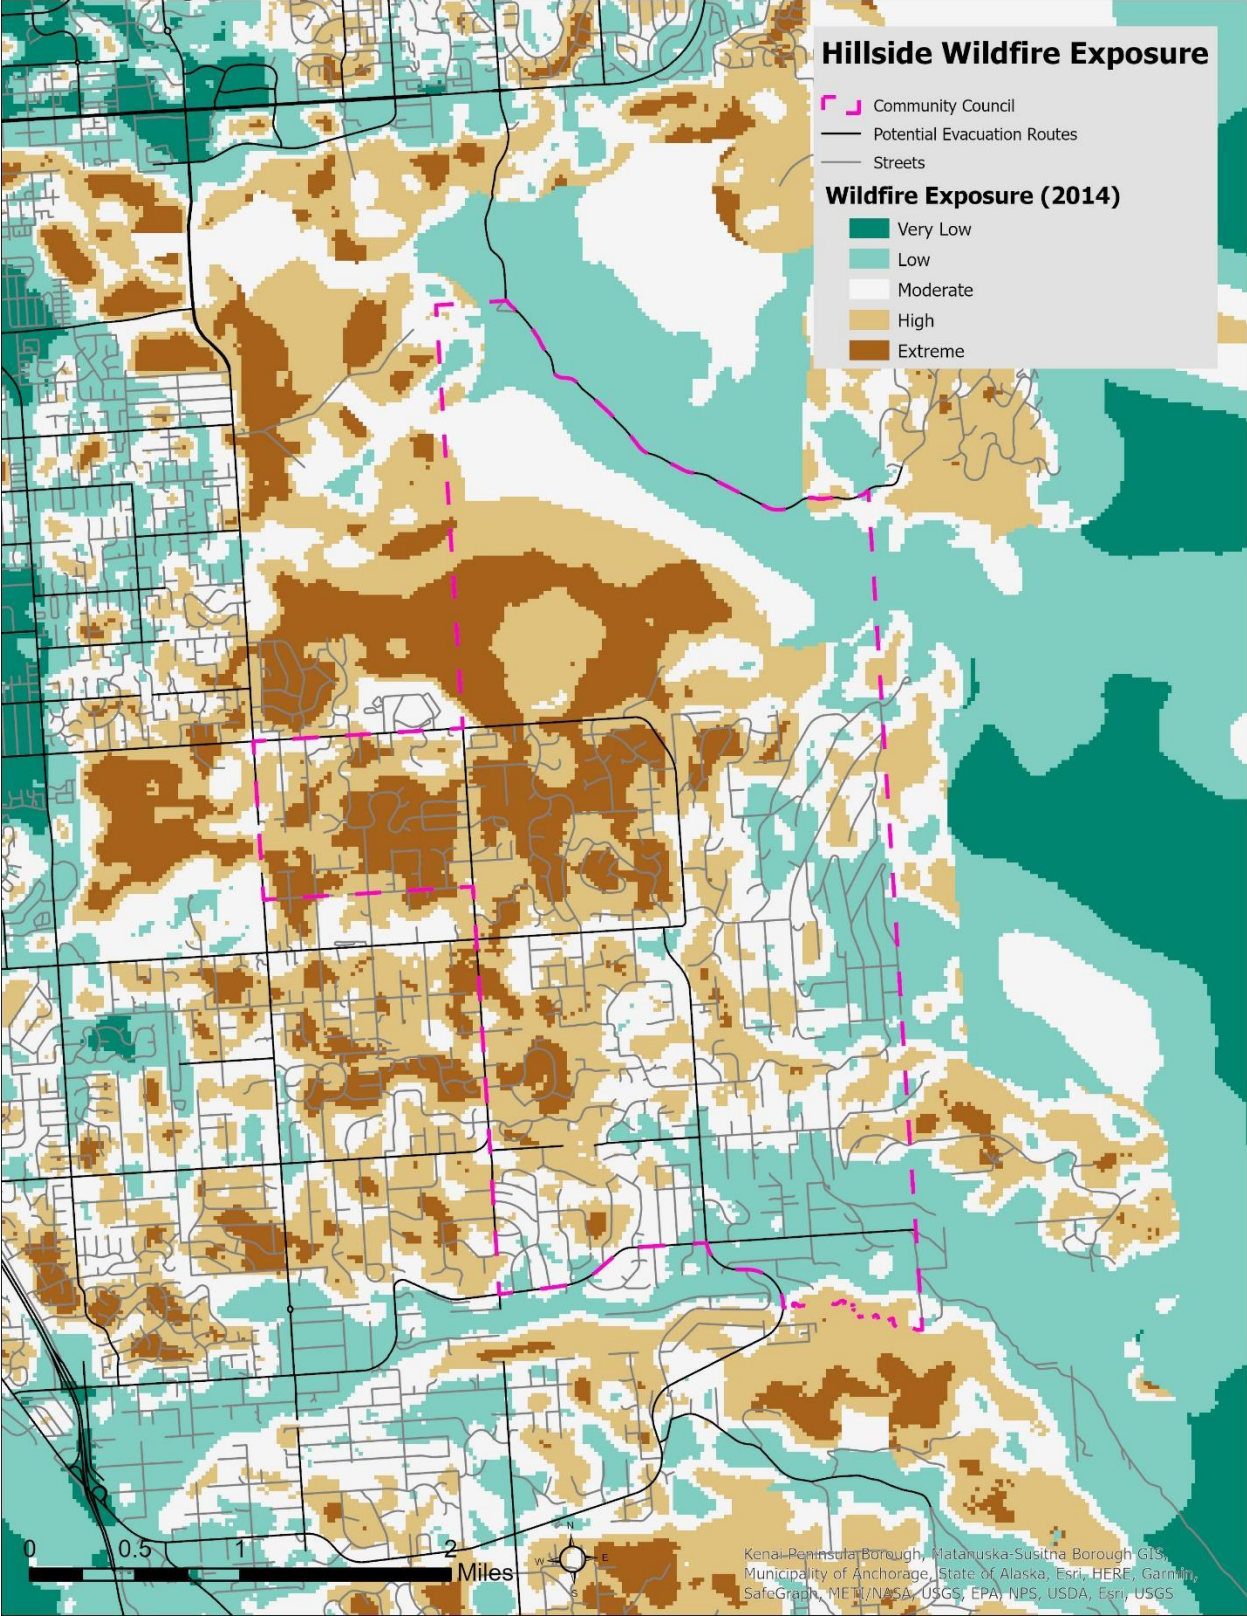 Hillside Wildfire Exposure
Community Council
Potential Evacuation Routes
Streets
Wildfire Exposure (2014)
Very Low
Low
Moderate
High
Extreme
0 0.5 1 2
Miles
N
W E
S
Kenai Peninsula Borough, Matanuska-Susitna Borough GIS,
Municipality of Anchorage, State of Alaska, Esri, HERE, Garmin,
SafeGraph, METI/NASA, USGS, EPA, NPS, USDA, Esri, USGS